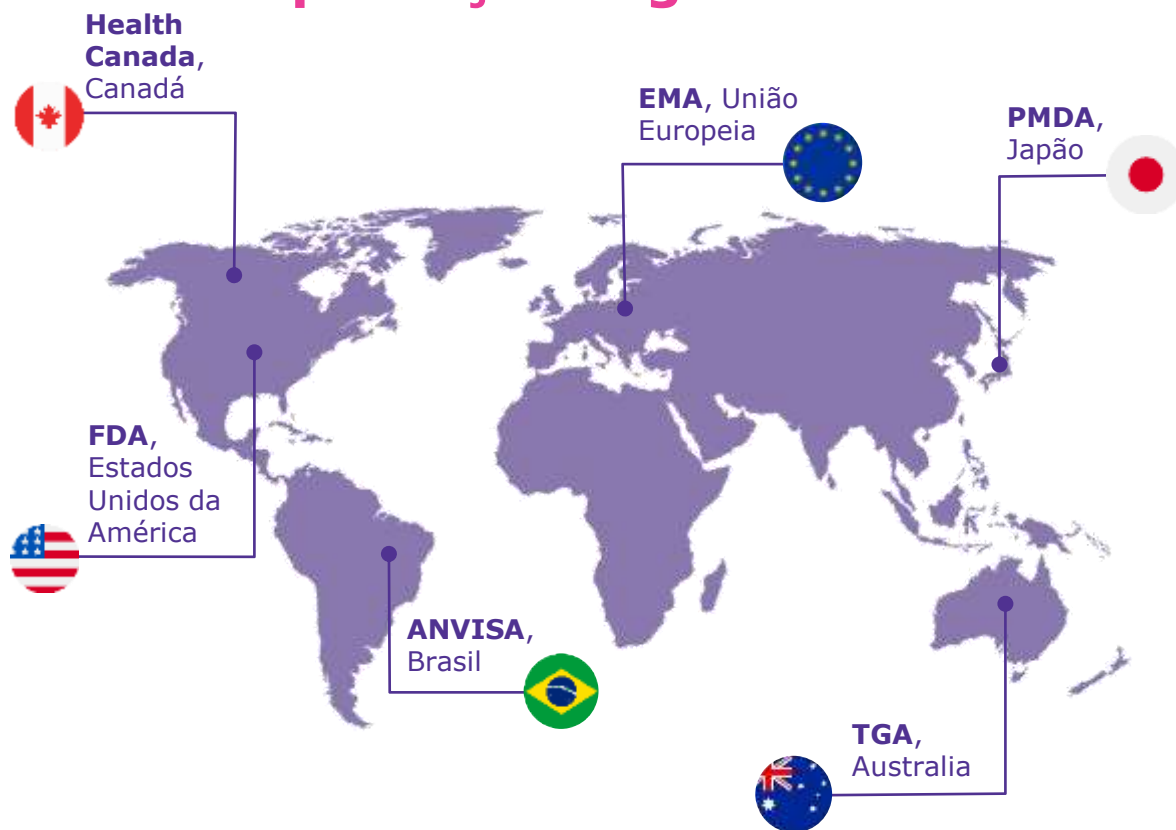 Health
Canada,
Canadá
EMA, União
Europeia
PMDA,
Japão
FDA,
Estados
Unidos da
América
ANVISA,
Brasil
TGA,
Australia